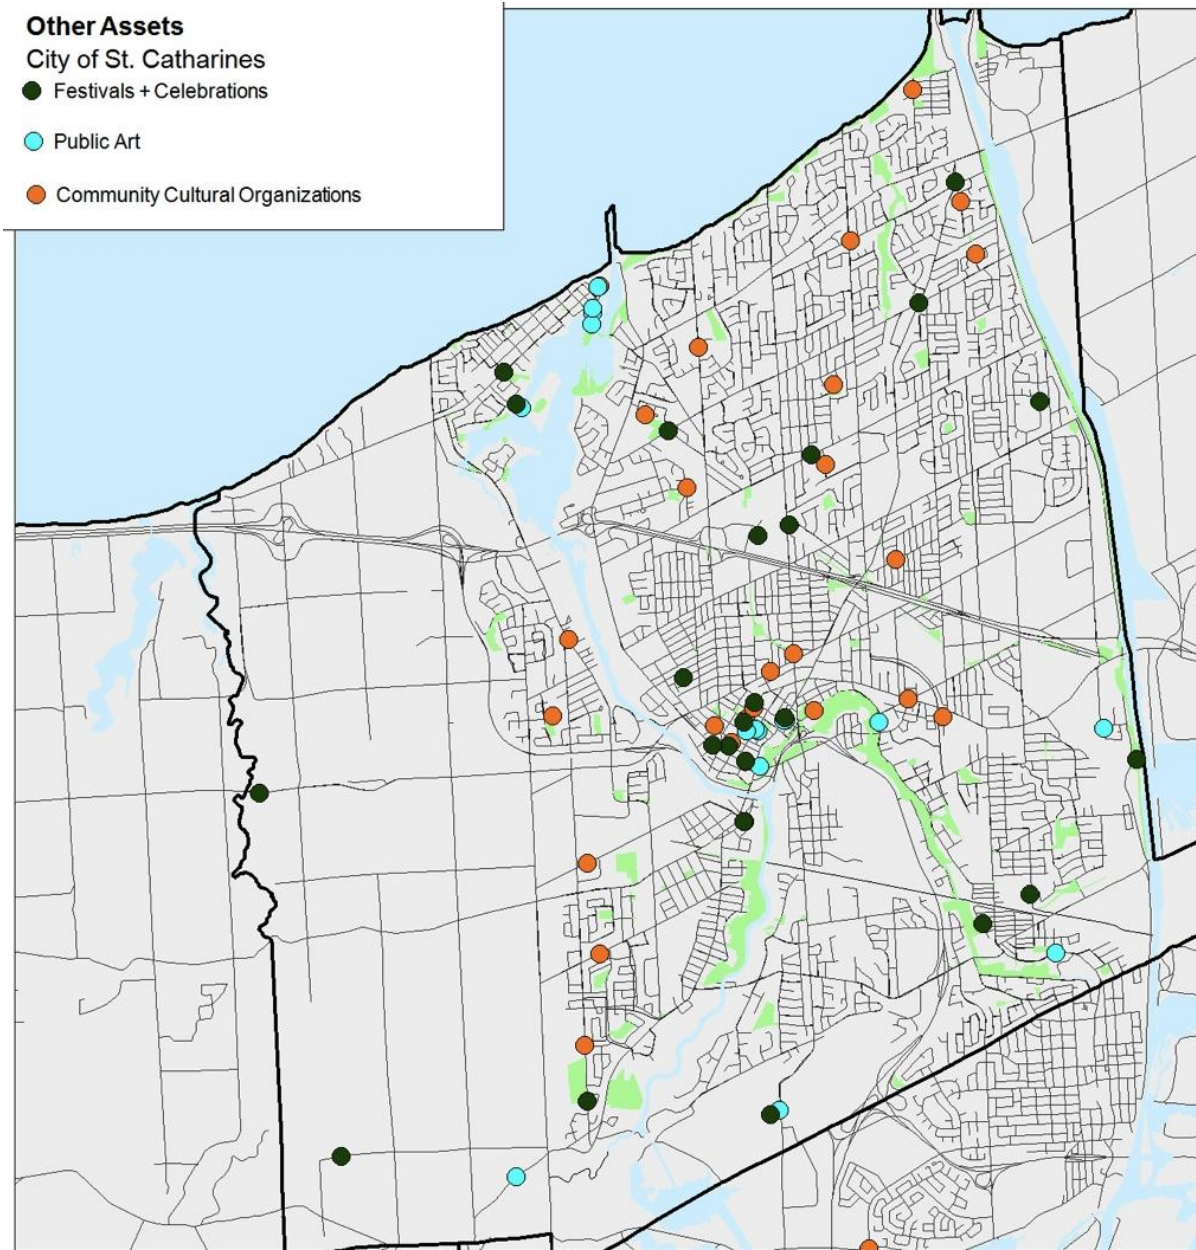 Other Assets
City of St. Catharines
Festivals + Celebrations
Public Art
Community Cultural Organizations